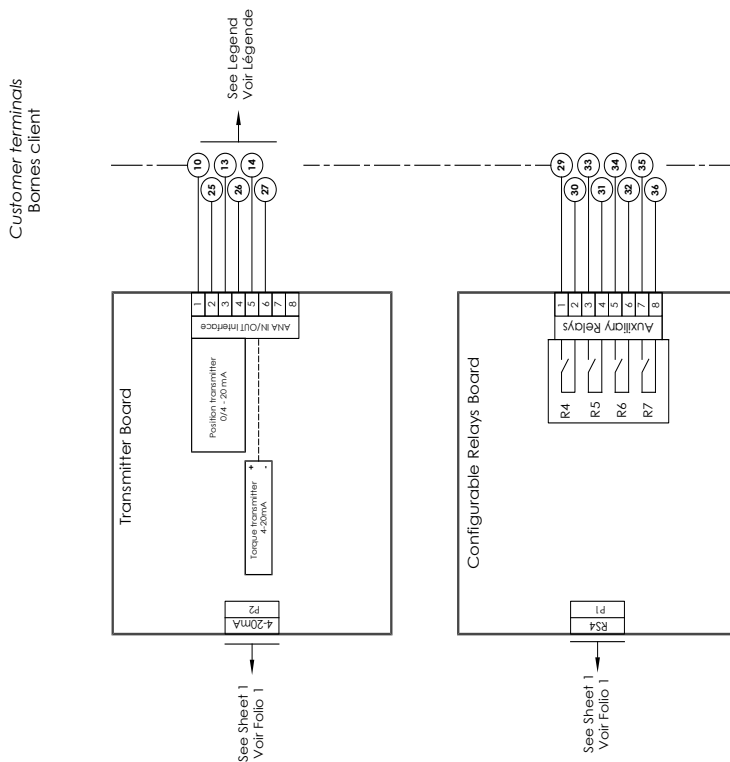 Customer terminals
Bornes client
See Legend
Voir Légende
10
13
14
25
26
27
1
2
3
4
5
6
7
8
ANA IN/OUT Interface
Position transmitter
0/4 - 20 mA
Torque transmitter
4-20mA
+
-
Transmitter Board
P2
4-20mA
See Sheet 1
Voir Folio 1
29
33
34
35
30
31
32
36
1
2
3
4
5
6
7
8
Auxiliary Relays
R4
R5
R6
R7
Configurable Relays Board
P1
RS4
See Sheet 1
Voir Folio 1